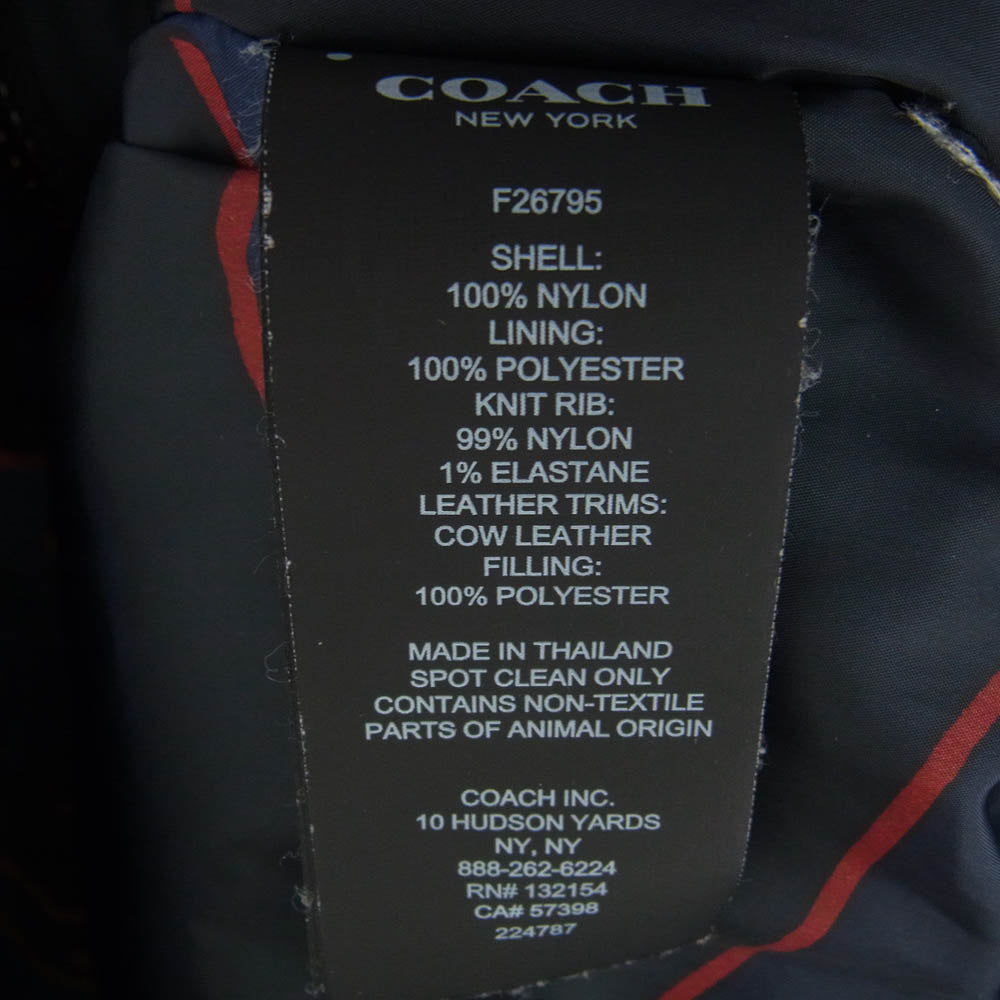 COACH
NEW YORK
F26795
SHELL:
100% NYLON
LINING:
100% POLYESTER
KNIT RIB:
99% NYLON
1% ELASTANE
LEATHER TRIMS:
COW LEATHER
FILLING:
100% POLYESTER
MADE IN THAILAND
SPOT CLEAN ONLY
CONTAINS NON-TEXTILE
PARTS OF ANIMAL ORIGIN
COACH INC.
10 HUDSON YARDS
NY, NY
888-262-6224
RN# 132154
CA# 57398
224787